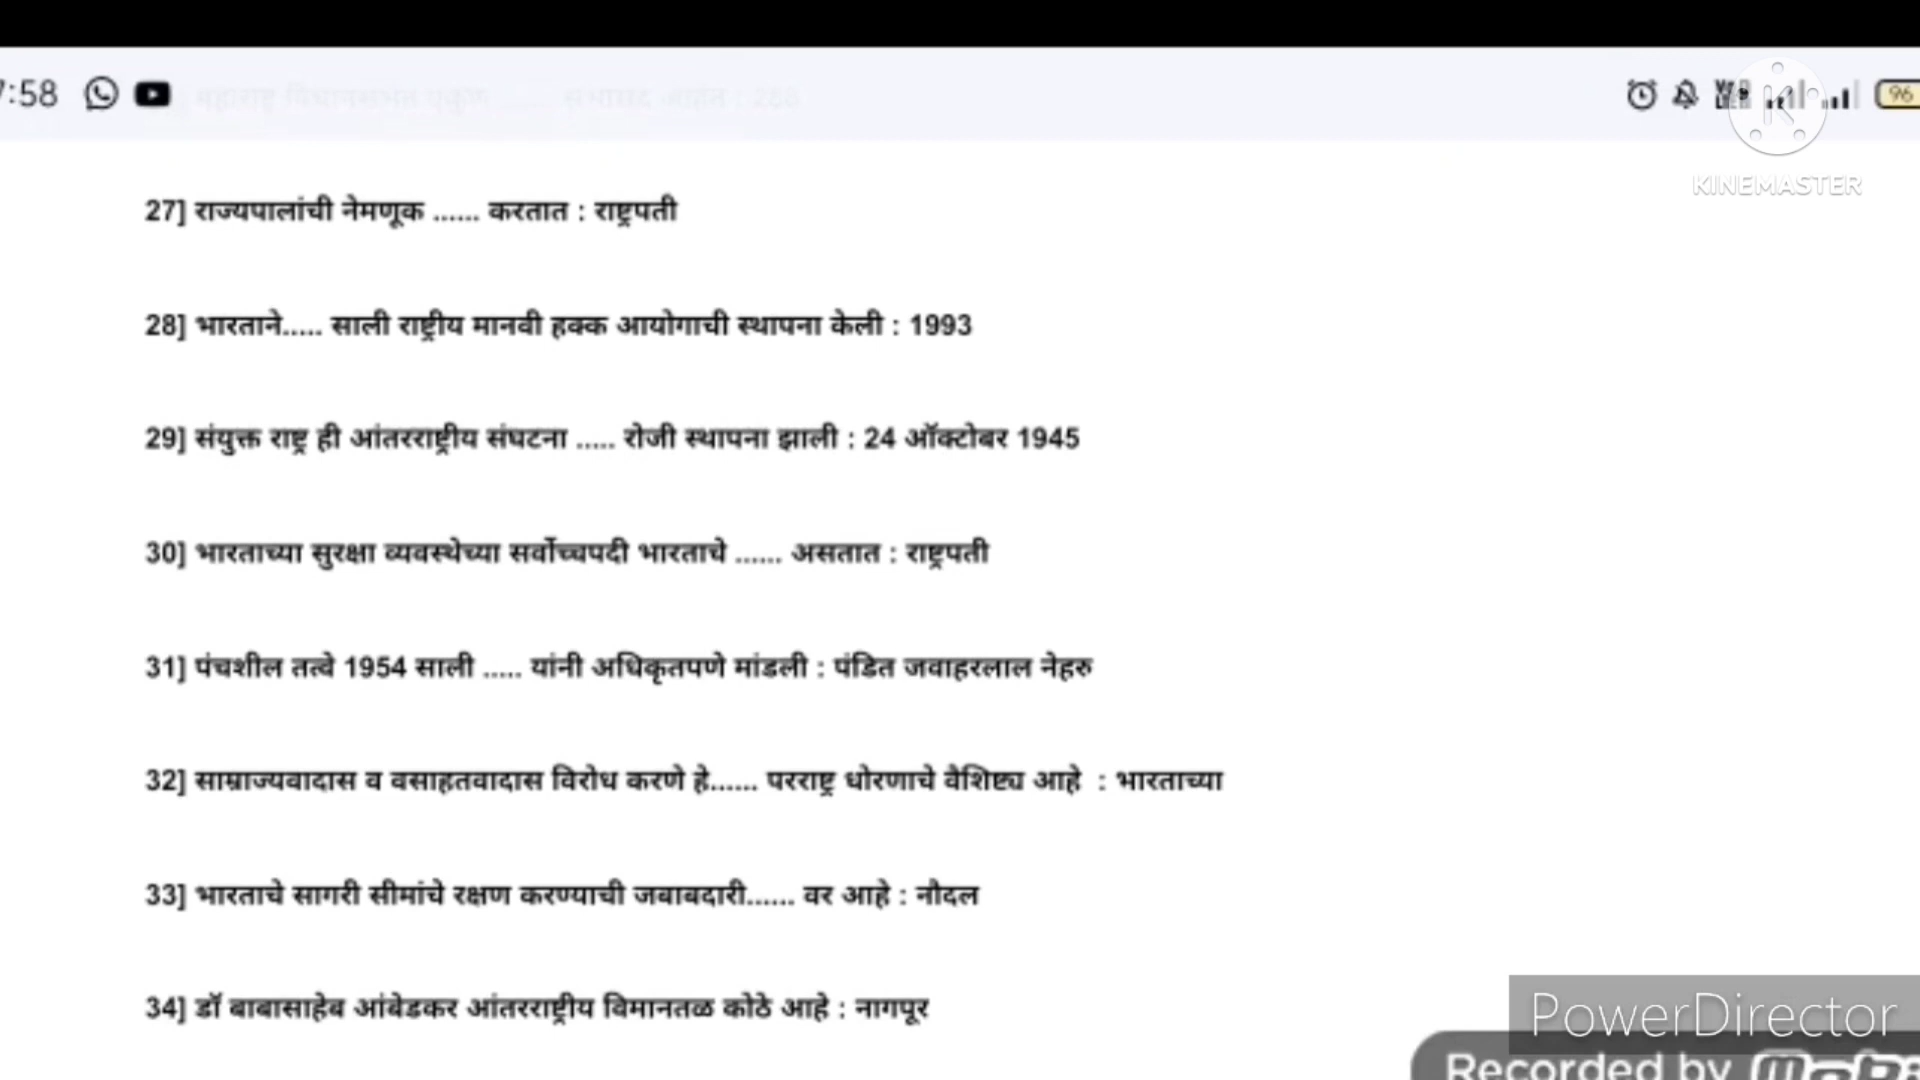 7:58
96
KINEMASTER
27] राज्यपालांची नेमणूक ...... करतात : राष्ट्रपती
28] भारताने..... साली राष्ट्रीय मानवी हक्क आयोगाची स्थापना केली : 1993
29] संयुक्त राष्ट्र ही आंतरराष्ट्रीय संघटना ..... रोजी स्थापना झाली : 24 ऑक्टोबर 1945
30] भारताच्या सुरक्षा व्यवस्थेच्या सर्वोच्चपदी भारताचे ...... असतात : राष्ट्रपती
31] पंचशील तत्वे 1954 साली ..... यांनी अधिकृतपणे मांडली : पंडित जवाहरलाल नेहरु
32] साम्राज्यवादास व वसाहतवादास विरोध करणे हे...... परराष्ट्र धोरणाचे वैशिष्ट्य आहे : भारताच्या
33] भारताचे सागरी सीमांचे रक्षण करण्याची जबाबदारी...... वर आहे : नौदल
34] डॉ बाबासाहेब आंबेडकर आंतरराष्ट्रीय विमानतळ कोठे आहे : नागपूर
PowerDirector
Recorded by